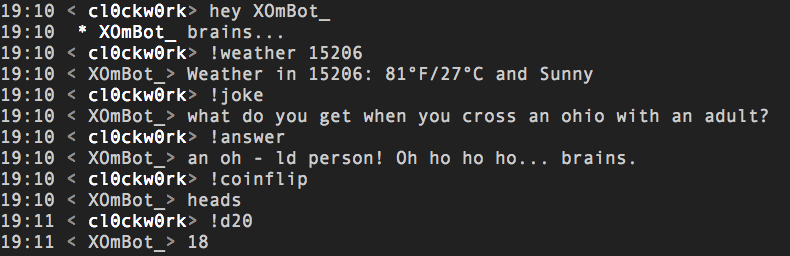 19:10 < cl0ckw0rk> hey XOmBot_
19:10  * XOmBot_ brains...
19:10 < cl0ckw0rk> !weather 15206
19:10 < XOmBot_> Weather in 15206: 81°F/27°C and Sunny
19:10 < cl0ckw0rk> !joke
19:10 < XOmBot_> what do you get when you cross an ohio with an adult?
19:10 < cl0ckw0rk> !answer
19:10 < XOmBot_> an oh - ld person! Oh ho ho ho... brains.
19:10 < cl0ckw0rk> !coinflip
19:10 < XOmBot_> heads
19:11 < cl0ckw0rk> !d20
19:11 < XOmBot_> 18